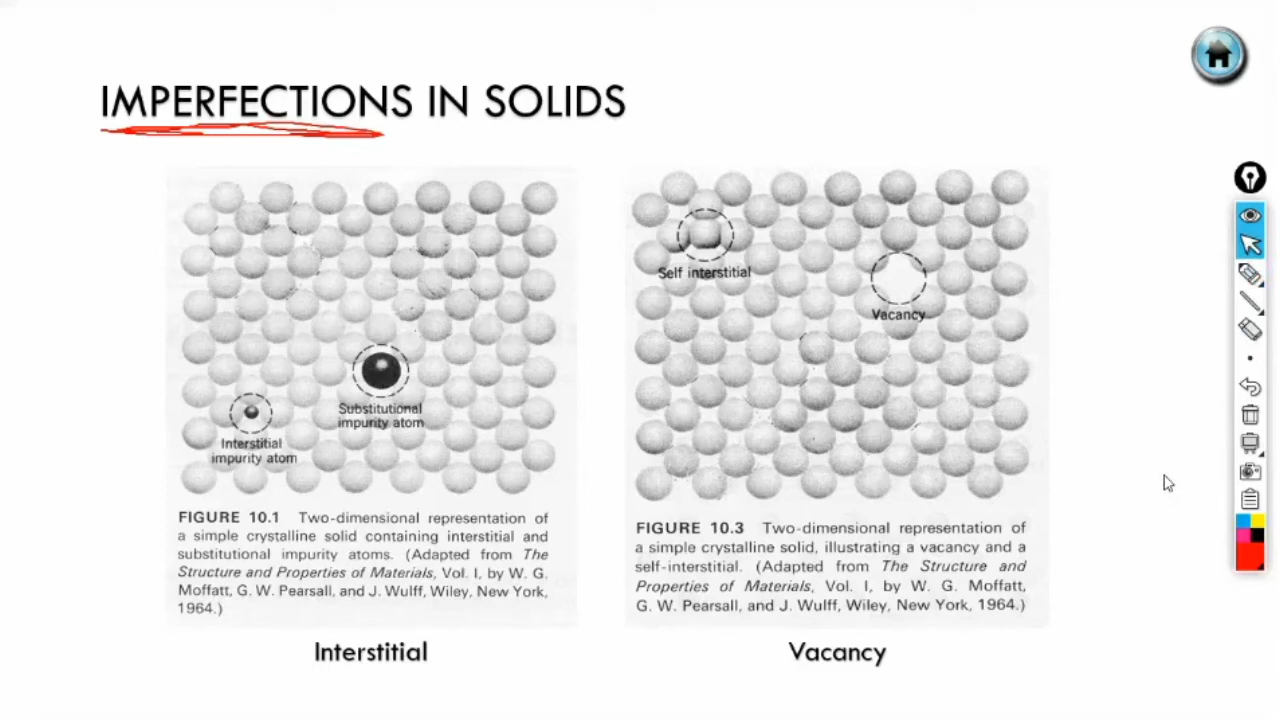 IMPERFECTIONS IN SOLIDS
Substitutional
impurity atom
Interstitial
impurity atom
FIGURE 10.1 Two-dimensional representation of
a simple crystalline solid containing interstitial and
substitutional impurity atoms. (Adapted from The
Structure and Properties of Materials, Vol. I, by W. G.
Moffatt, G. W. Pearsall, and J. Wulff, Wiley, New York,
1964.)
Interstitial
Self interstitial
Vacancy
FIGURE 10.3 Two-dimensional representation of
a simple crystalline solid, illustrating a vacancy and a
self-interstitial. (Adapted from The Structure and
Properties of Materials, Vol. I, by W. G. Moffatt,
G. W. Pearsall, and J. Wulff, Wiley, New York, 1964.)
Vacancy